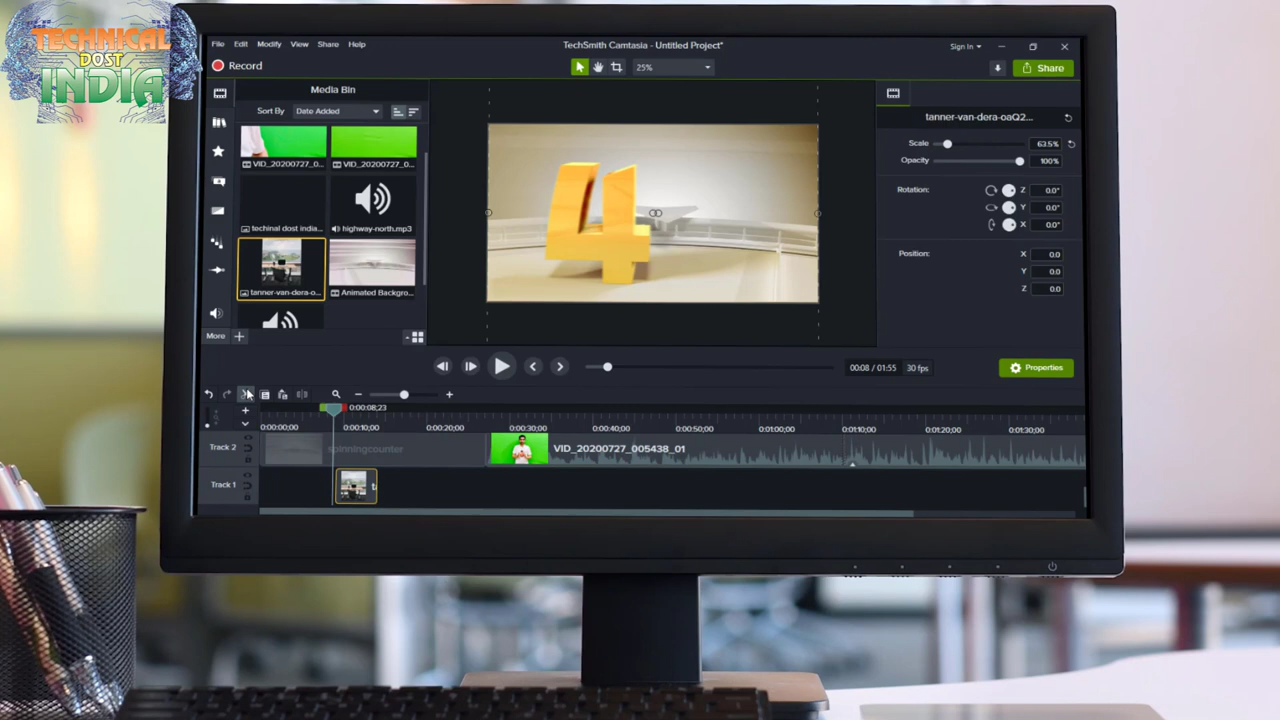 TECHNICAL
DOST
INDIA
File Edit Modify View Share Help
TechSmith Camtasia - Untitled Project*
Sign In
Record
25%
Share
Media Bin
Sort By Date Added
tanner-van-dera-oaQ2...
Scale 63.5%
Opacity 100%
VID_20200727_0...
VID_20200727_0...
Rotation:
Z 0.0°
Y 0.0°
X 0.0°
techinal dost india...
highway-north.mp3
4
Position:
X 0.0
Y 0.0
Z 0.0
tanner-van-dera-o...
Animated Backgro...
More
00:08 / 01:55 30 fps
Properties
0:00:08;23
0:00:00;00 0:00:10;00 0:00:20;00 0:00:30;00 0:00:40;00 0:00:50;00 0:01:00;00 0:01:10;00 0:01:20;00 0:01:30;00
Track 2
spinningcounter
VID_20200727_005438_01
Track 1